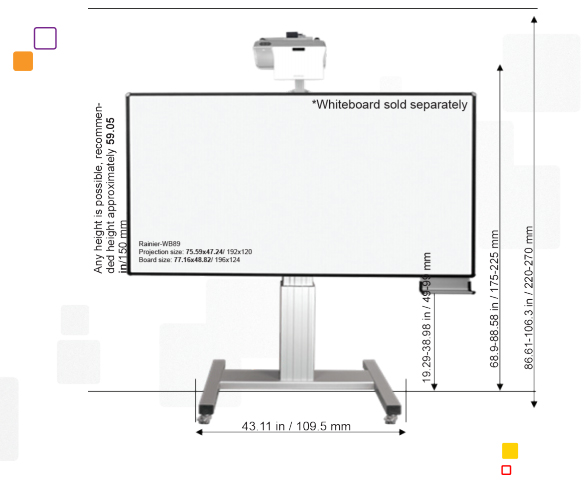 *Whiteboard sold separately
Any height is possible, recommen-
ded height approximately 59.05
in/150 mm
Rainier-WB89
Projection size: 75.59x47.24/ 192x120
Board size: 77.16x48.82/ 196x124
19.29-38.98 in / 49-99 mm
68.9-88.58 in / 175-225 mm
86.61-106.3 in / 220-270 mm
43.11 in / 109.5 mm